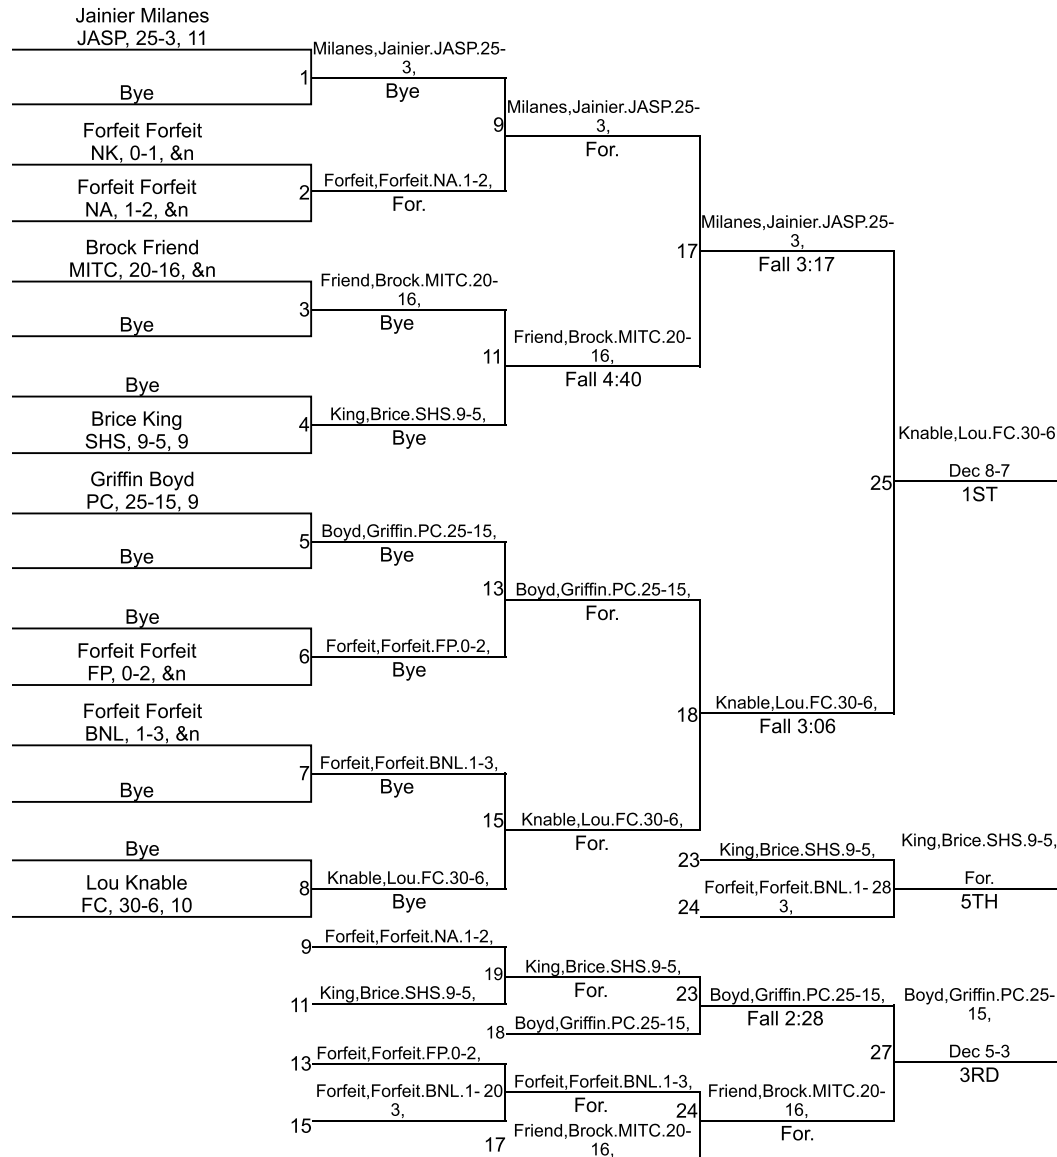 Jainier Milanes
JASP, 25-3, 11
Bye
1
Milanes,Jainier.JASP.25-
3,
Bye
Forfeit Forfeit
NK, 0-1, &n
Forfeit Forfeit
NA, 1-2, &n
2
Forfeit,Forfeit.NA.1-2,
For.
9
Milanes,Jainier.JASP.25-
3,
For.
Brock Friend
MITC, 20-16, &n
Bye
3
Friend,Brock.MITC.20-
16,
Bye
Bye
Brice King
SHS, 9-5, 9
4
King,Brice.SHS.9-5,
Bye
11
Friend,Brock.MITC.20-
16,
Fall 4:40
17
Milanes,Jainier.JASP.25-
3,
Fall 3:17
Griffin Boyd
PC, 25-15, 9
Bye
5
Boyd,Griffin.PC.25-15,
Bye
Bye
Forfeit Forfeit
FP, 0-2, &n
6
Forfeit,Forfeit.FP.0-2,
Bye
13
Boyd,Griffin.PC.25-15,
For.
Forfeit Forfeit
BNL, 1-3, &n
Bye
7
Forfeit,Forfeit.BNL.1-3,
Bye
Bye
Lou Knable
FC, 30-6, 10
8
Knable,Lou.FC.30-6,
Bye
15
Knable,Lou.FC.30-6,
For.
18
Knable,Lou.FC.30-6,
Fall 3:06
25
Knable,Lou.FC.30-6
Dec 8-7
1ST
23
King,Brice.SHS.9-5,
24
Forfeit,Forfeit.BNL.1-
3,
28
King,Brice.SHS.9-5,
For.
5TH
9
Forfeit,Forfeit.NA.1-2,
11
King,Brice.SHS.9-5,
19
King,Brice.SHS.9-5,
For.
18
Boyd,Griffin.PC.25-15,
23
Boyd,Griffin.PC.25-15,
Fall 2:28
13
Forfeit,Forfeit.FP.0-2,
15
Forfeit,Forfeit.BNL.1-
3,
20
Forfeit,Forfeit.BNL.1-3,
For.
17
Friend,Brock.MITC.20-
16,
24
Friend,Brock.MITC.20-
16,
For.
27
Boyd,Griffin.PC.25-
15,
Dec 5-3
3RD